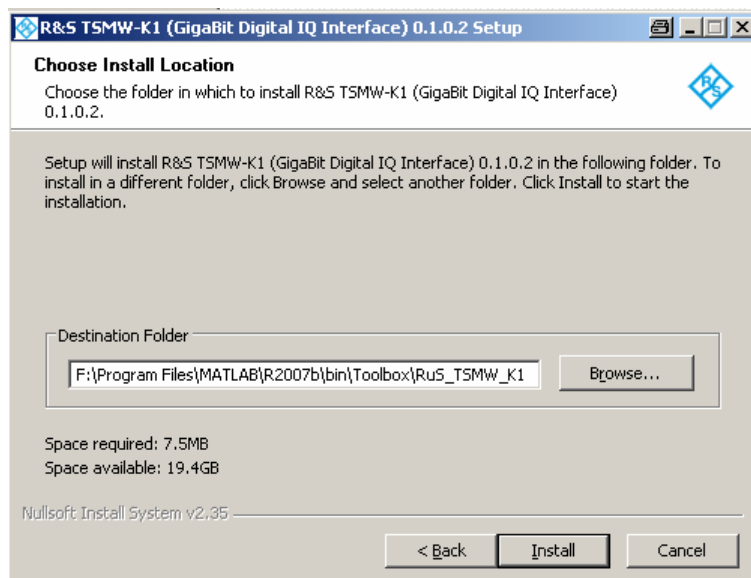 R&S TSMW-K1 (GigaBit Digital IQ Interface) 0.1.0.2 Setup
Choose Install Location
Choose the folder in which to install R&S TSMW-K1 (GigaBit Digital IQ Interface)
0.1.0.2.
R&S
Setup will install R&S TSMW-K1 (GigaBit Digital IQ Interface) 0.1.0.2 in the following folder. To
install in a different folder, click Browse and select another folder. Click Install to start the
installation.
Destination Folder
F:\Program Files\MATLAB\R2007b\bin\Toolbox\RuS_TSMW_K1
Browse...
Space required: 7.5MB
Space available: 19.4GB
Nullsoft Install System v2.35
< Back
Install
Cancel